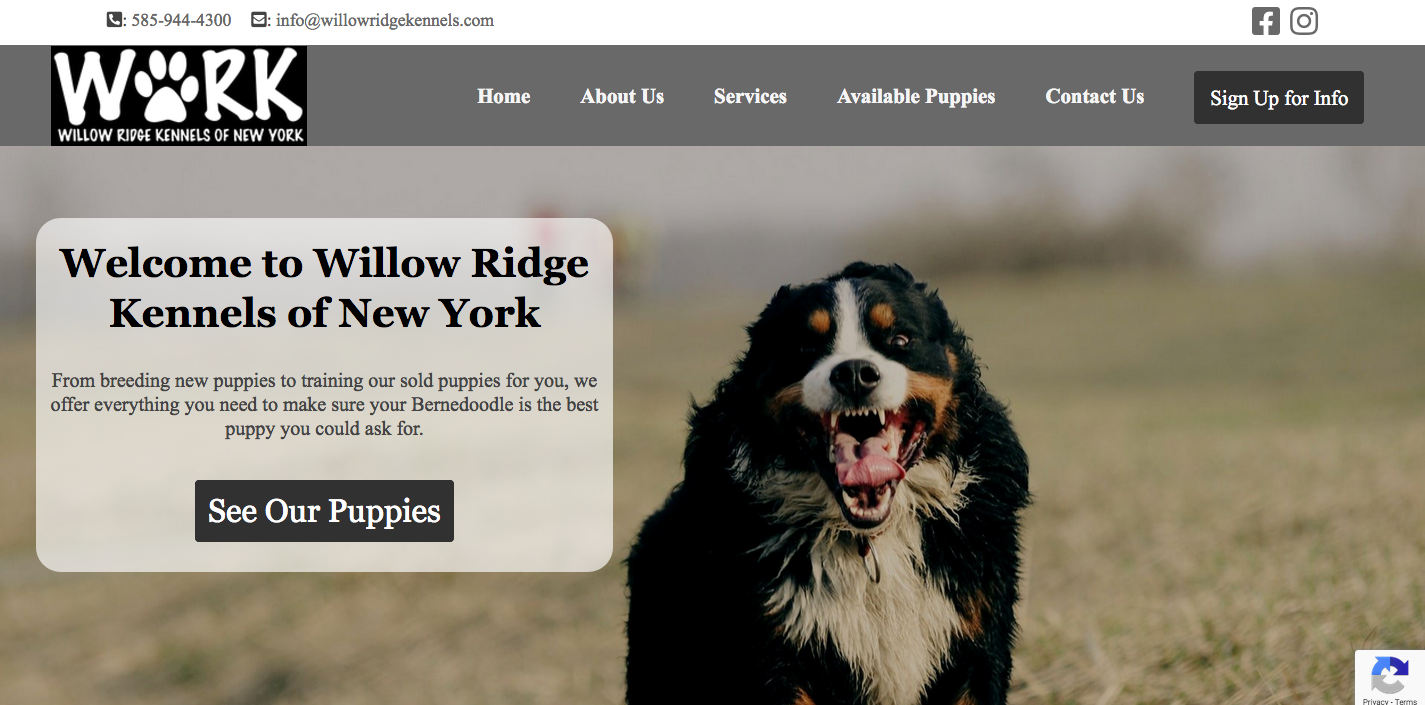 : 585-944-4300 : info@willowridgekennels.com
WORK
WILLOW RIDGE KENNELS OF NEW YORK
Home About Us Services Available Puppies Contact Us Sign Up for Info
Welcome to Willow Ridge
Kennels of New York
From breeding new puppies to training our sold puppies for you, we
offer everything you need to make sure your Bernedoodle is the best
puppy you could ask for.
See Our Puppies
Privacy - Terms